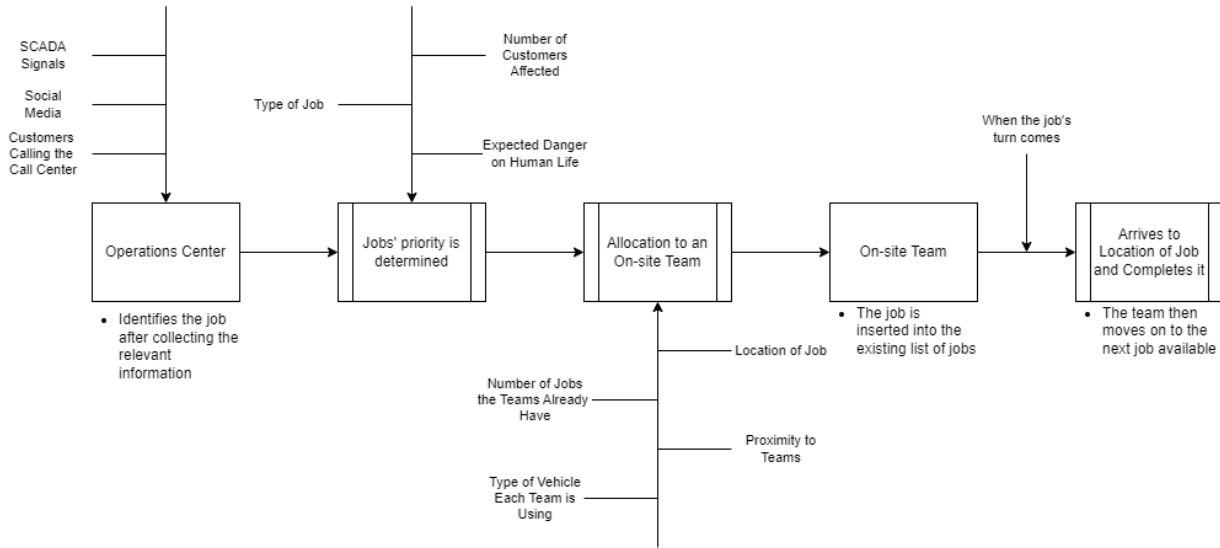 SCADA
Signals
Social
Media
Customers
Calling the
Call Center
Type of Job
Number of
Customers
Affected
Expected Danger
on Human Life
When the job's
turn comes
Operations Center
Jobs' priority is
determined
Allocation to an
On-site Team
On-site Team
Arrives to
Location of Job
and Completes it
• Identifies the job
after collecting the
relevant
information
• The job is
inserted into the
existing list of jobs
• The team then
moves on to the
next job available
Location of Job
Number of Jobs
the Teams Already
Have
Proximity to
Teams
Type of Vehicle
Each Team is
Using